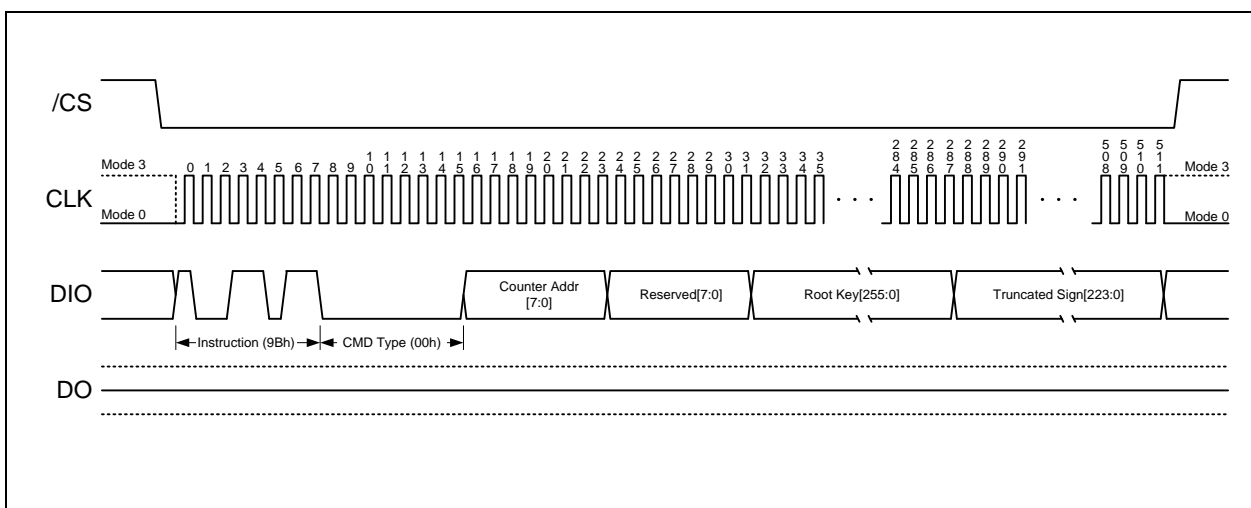 /CS
Mode 3
0 1 2 3 4 5 6 7 8 9 10 11 12 13 14 15 16 17 18 19 20 21 22 23 24 25 26 27 28 29 30 31 32 33 34 35 284 285 286 287 288 289 290 291 508 509 510 511
Mode 3
CLK
· · ·
· · ·
Mode 0
Mode 0
DIO
Counter Addr
[7:0]
Reserved[7:0]
Root Key[255:0]
Truncated Sign[223:0]
Instruction (9Bh)
CMD Type (00h)
DO